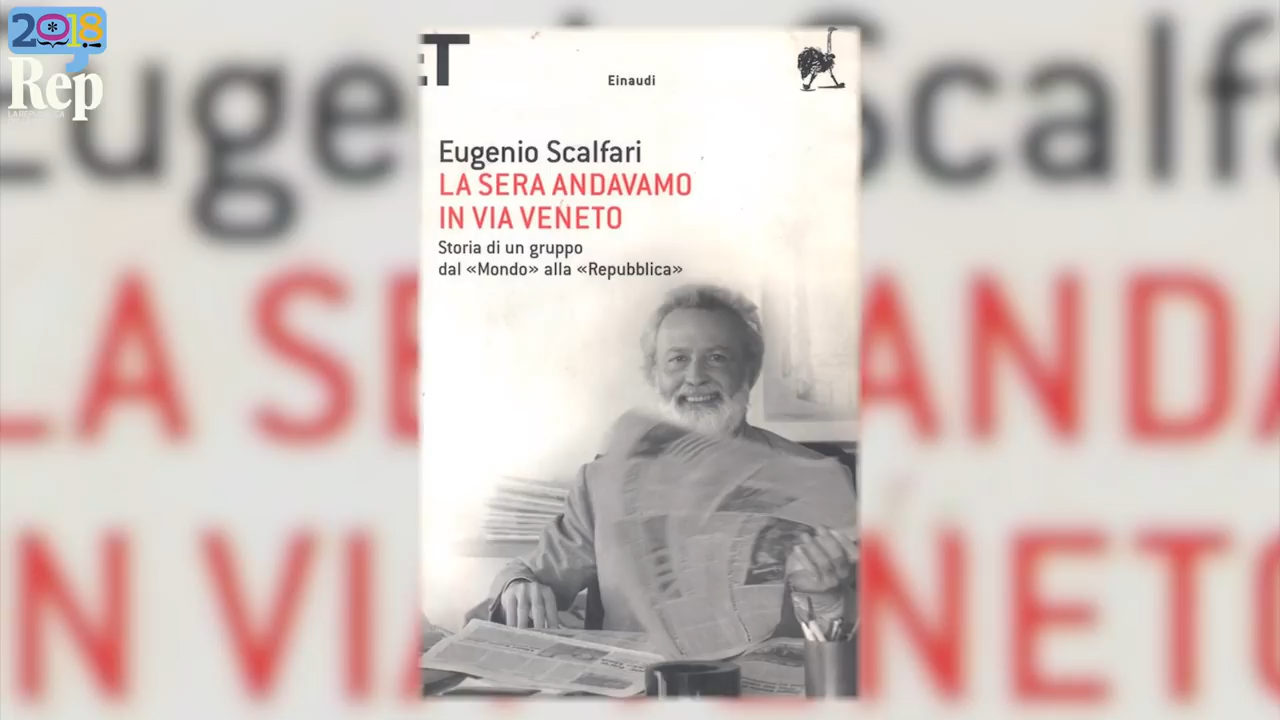 2018
Rep
ET
Einaudi
Eugenio Scalfari
LA SERA ANDAVAMO
IN VIA VENETO
Storia di un gruppo
dal «Mondo» alla «Repubblica»